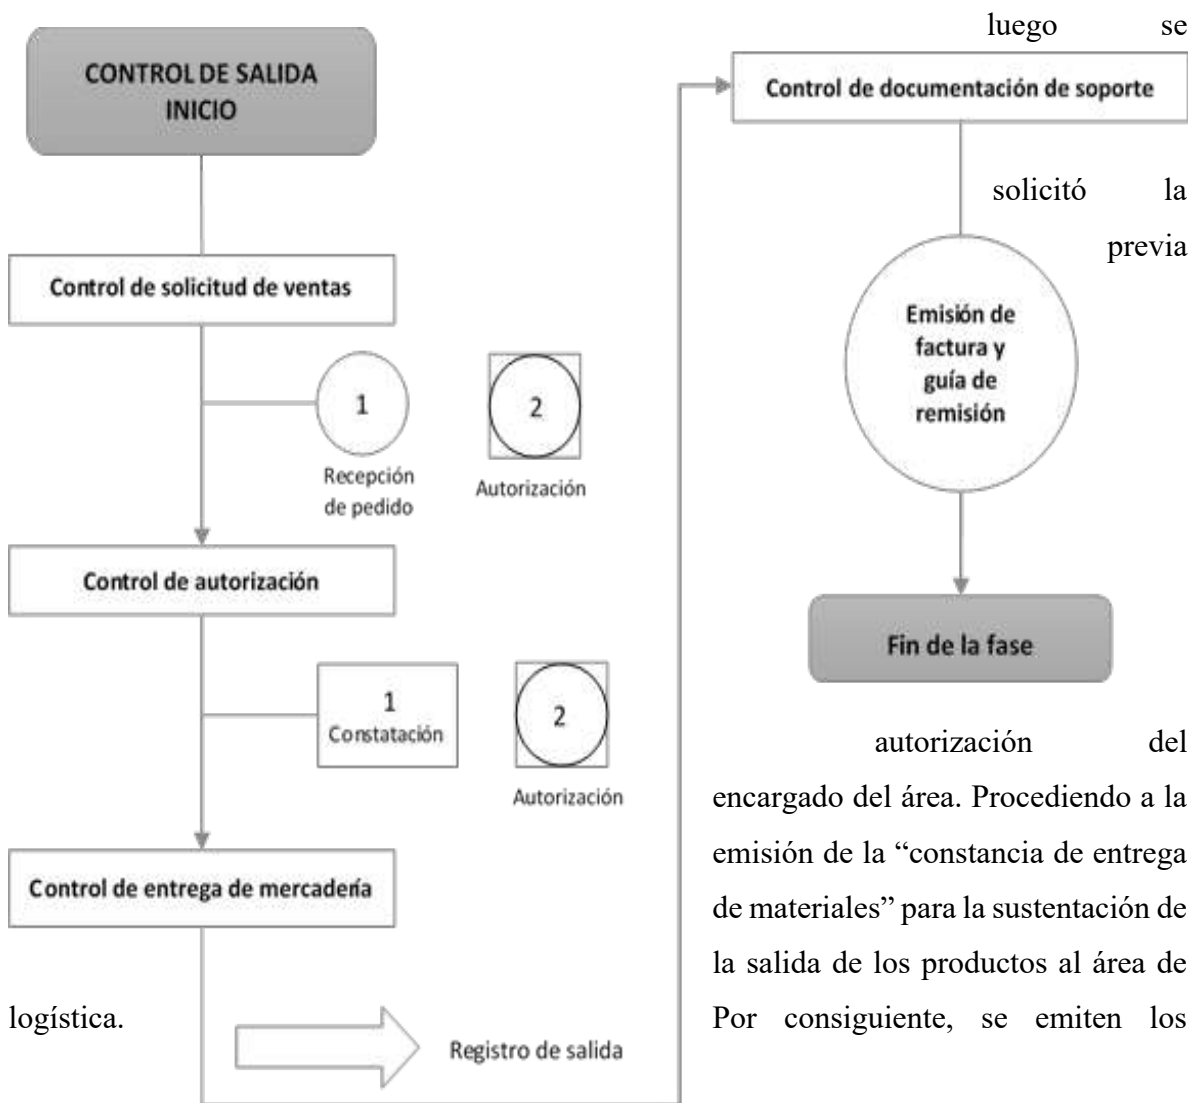 luego se
CONTROL DE SALIDA
INICIO
Control de solicitud de ventas
1
Recepción
de pedido
2
Autorización
Control de autorización
1
Constatación
2
Autorización
Control de entrega de mercadería
Registro de salida
Control de documentación de soporte
solicitó la
previa
Emisión de
factura y
guía de
remisión
Fin de la fase
autorización del
encargado del área. Procediendo a la
emisión de la “constancia de entrega
de materiales” para la sustentación de
la salida de los productos al área de
logística. Por consiguiente, se emiten los